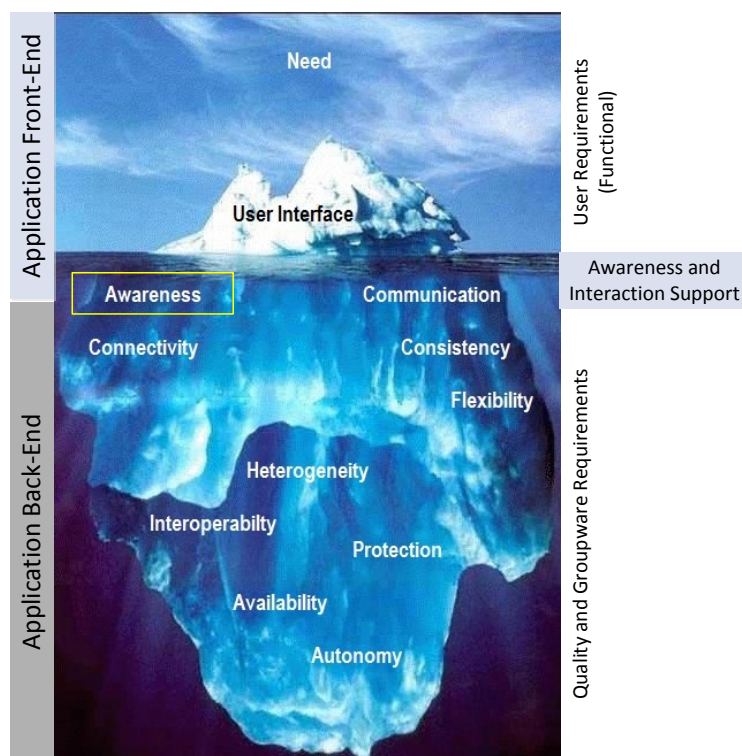 Application Front-End
Need
User Interface
User Requirements
(Functional)
Awareness and
Interaction Support
Awareness
Communication
Connectivity
Consistency
Flexibility
Heterogeneity
Interoperabilty
Protection
Availability
Autonomy
Application Back-End
Quality and Groupware Requirements